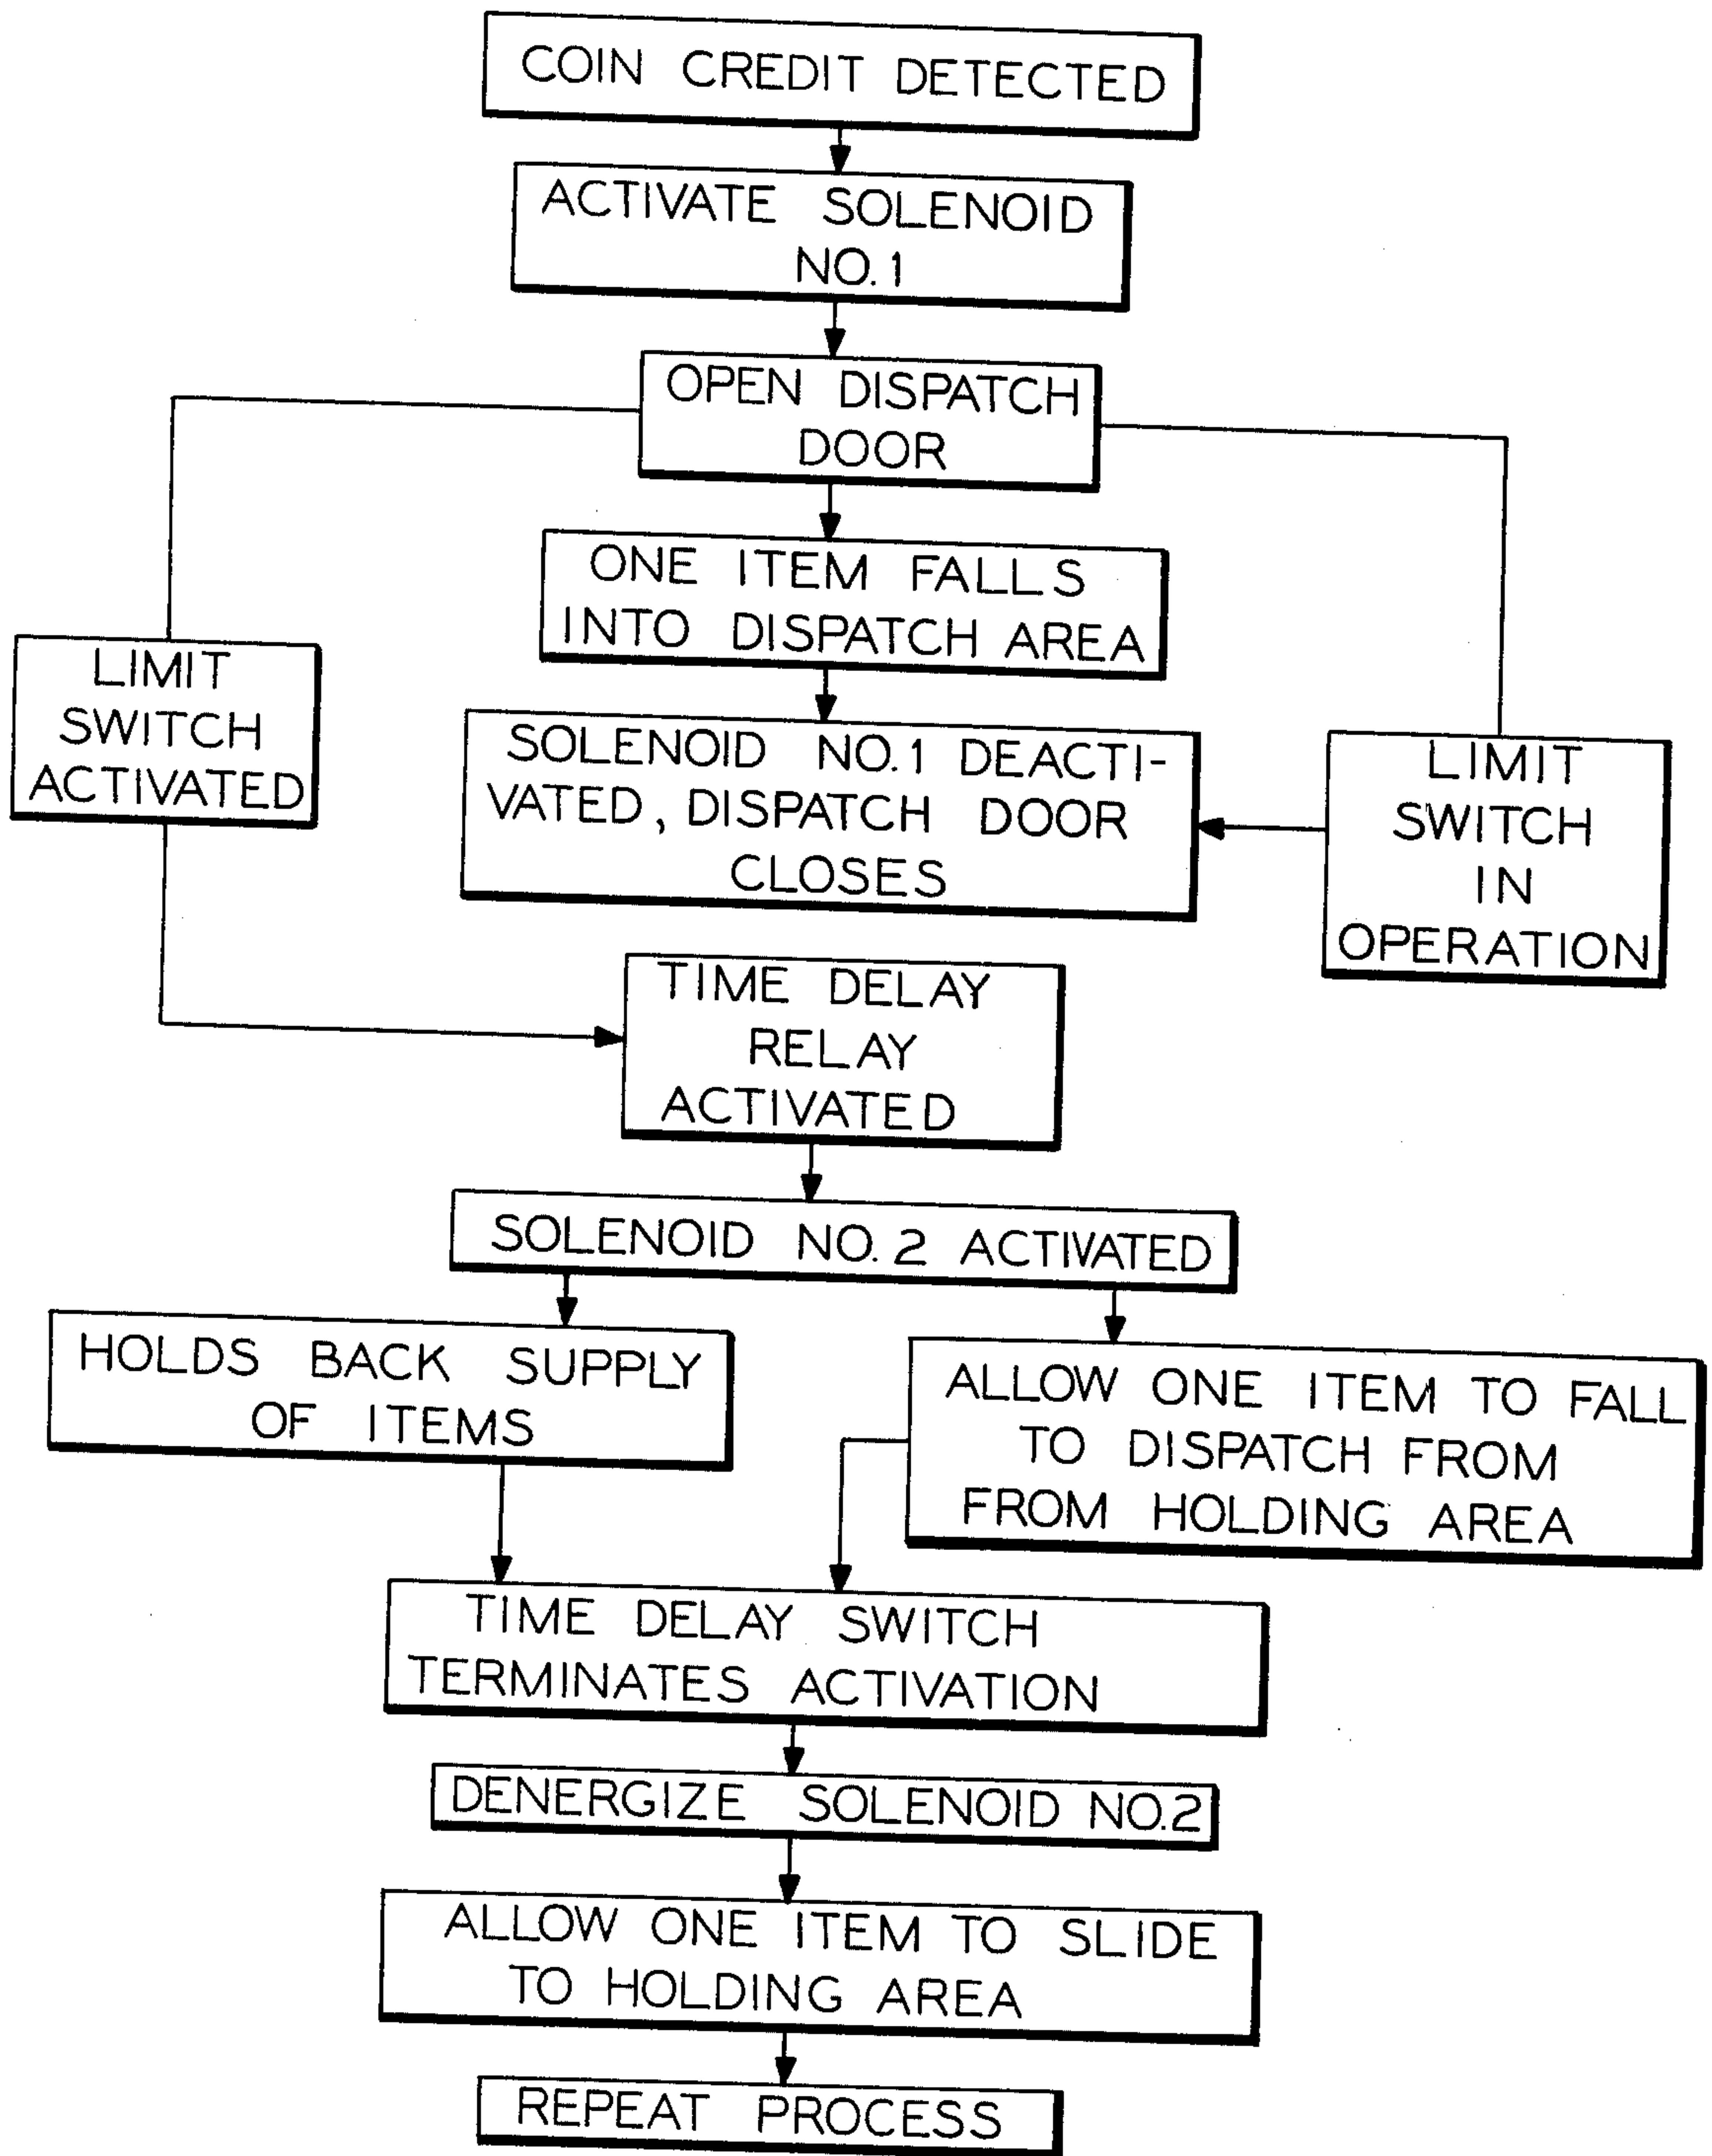 COIN CREDIT DETECTED
ACTIVATE SOLENOID
NO.1
OPEN DISPATCH
DOOR
ONE ITEM FALLS
INTO DISPATCH AREA
LIMIT
SWITCH
ACTIVATED
SOLENOID NO.1 DEACTI-
VATED, DISPATCH DOOR
CLOSES
LIMIT
SWITCH
IN
OPERATION
TIME DELAY
RELAY
ACTIVATED
SOLENOID NO.2 ACTIVATED
HOLDS BACK SUPPLY
OF ITEMS
ALLOW ONE ITEM TO FALL
TO DISPATCH FROM
FROM HOLDING AREA
TIME DELAY SWITCH
TERMINATES ACTIVATION
DENERGIZE SOLENOID NO.2
ALLOW ONE ITEM TO SLIDE
TO HOLDING AREA
REPEAT PROCESS